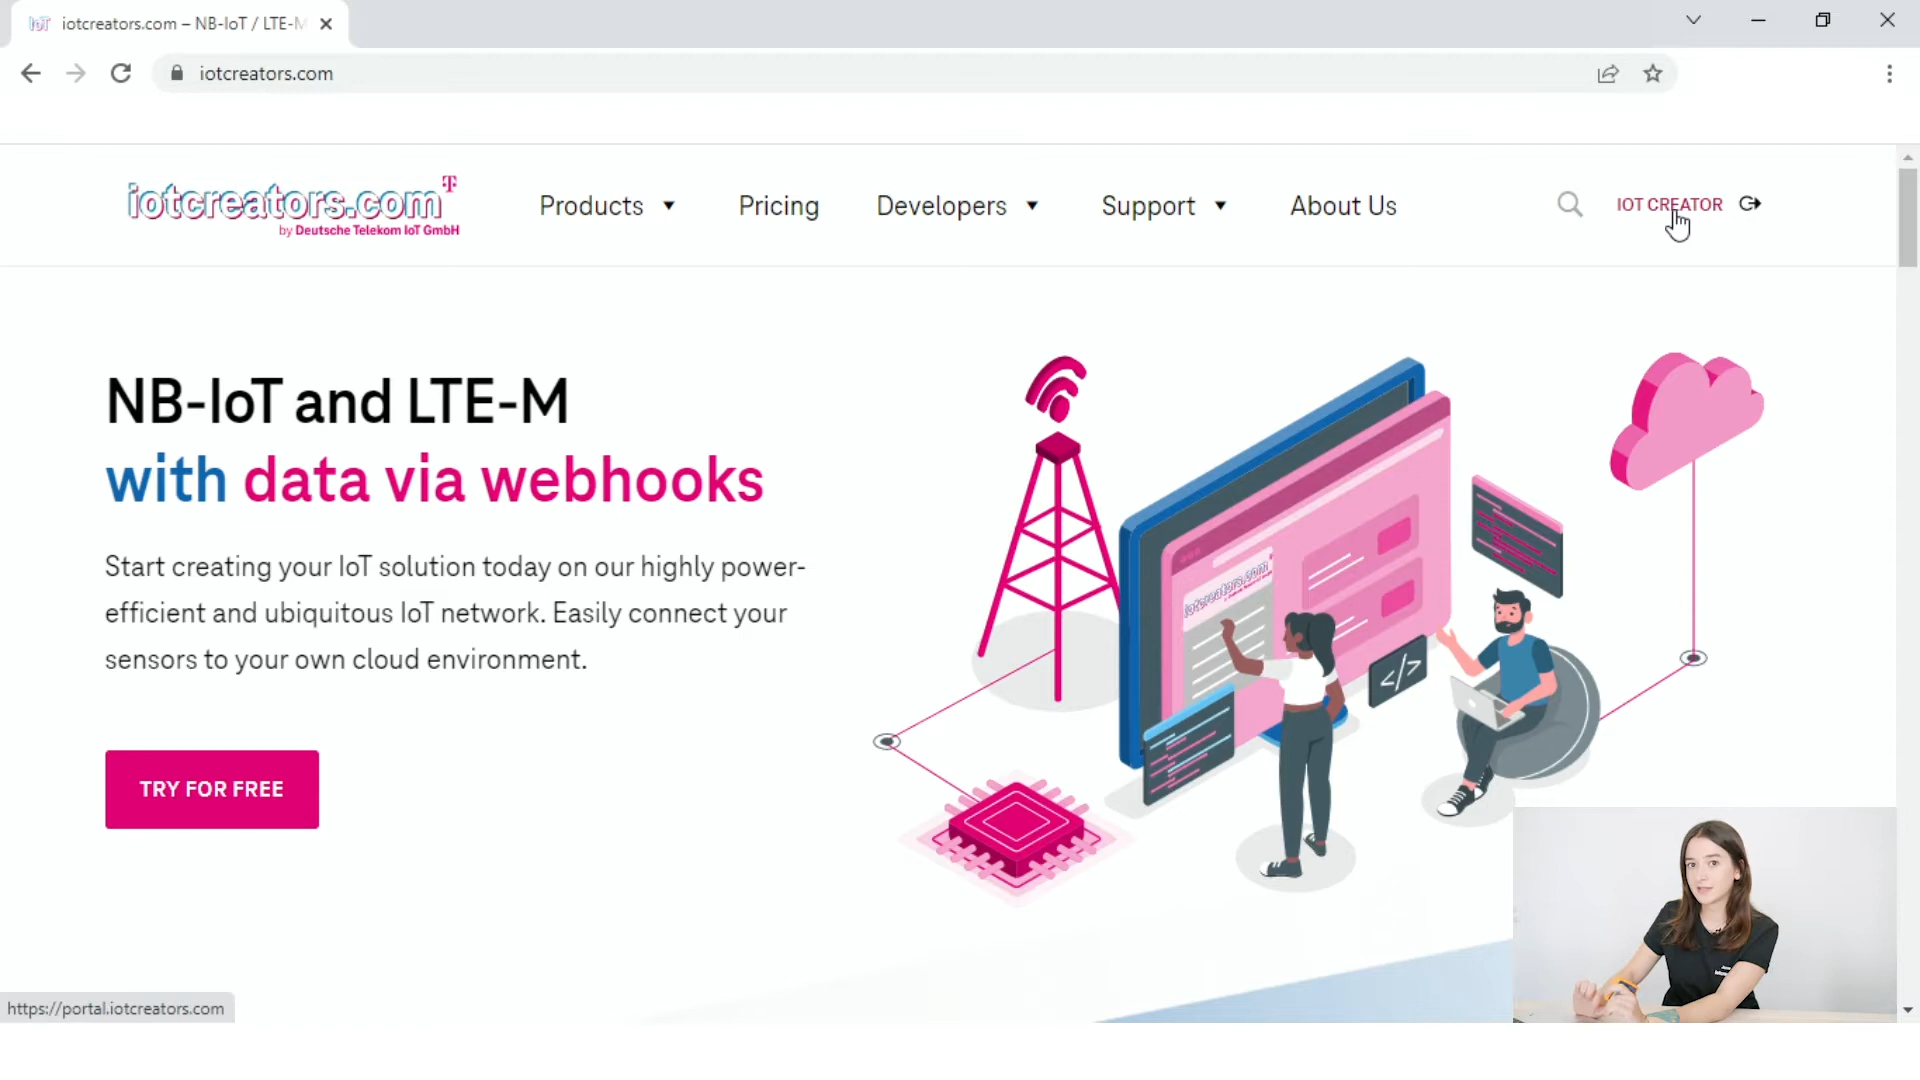 iotcreators.com – NB-IoT / LTE-M
iotcreators.com
iotcreators.com
by Deutsche Telekom IoT GmbH
Products
Pricing
Developers
Support
About Us
IOT CREATOR
NB-IoT and LTE-M
with data via webhooks
Start creating your IoT solution today on our highly power-
efficient and ubiquitous IoT network. Easily connect your
sensors to your own cloud environment.
TRY FOR FREE
iotcreators.com
</>
https://portal.iotcreators.com